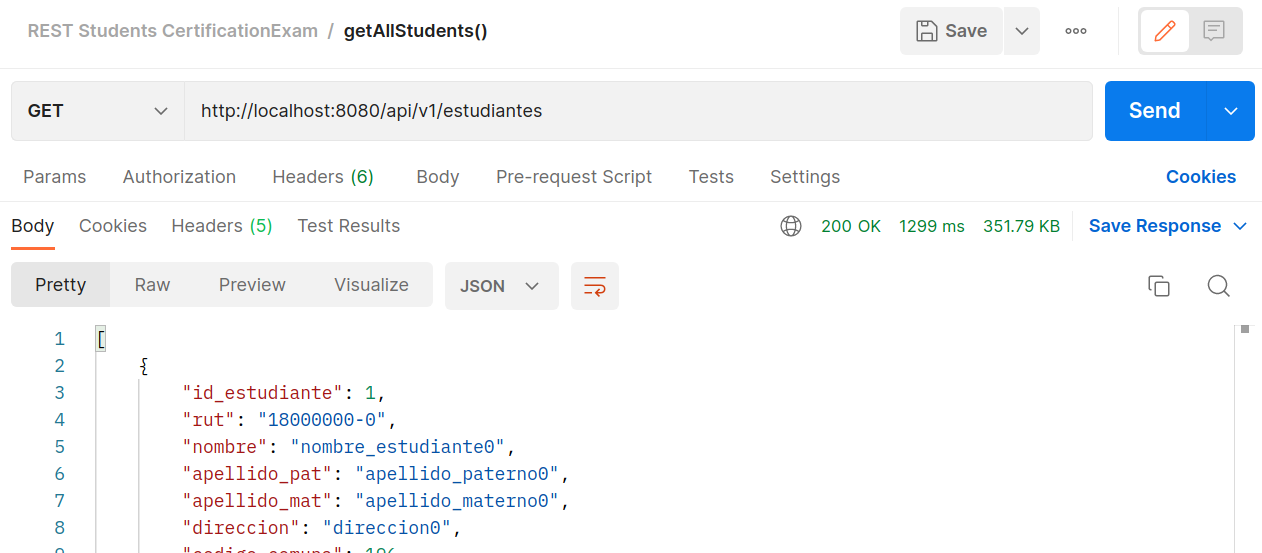 REST Students CertificationExam / getAllStudents()
Save
GET
http://localhost:8080/api/v1/estudiantes
Send
Params Authorization Headers (6) Body Pre-request Script Tests Settings Cookies
Body Cookies Headers (5) Test Results 200 OK 1299 ms 351.79 KB Save Response
Pretty Raw Preview Visualize JSON
1 [
2 {
3 "id_estudiante": 1,
4 "rut": "18000000-0",
5 "nombre": "nombre_estudiante0",
6 "apellido_pat": "apellido_paterno0",
7 "apellido_mat": "apellido_materno0",
8 "direccion": "direccion0",